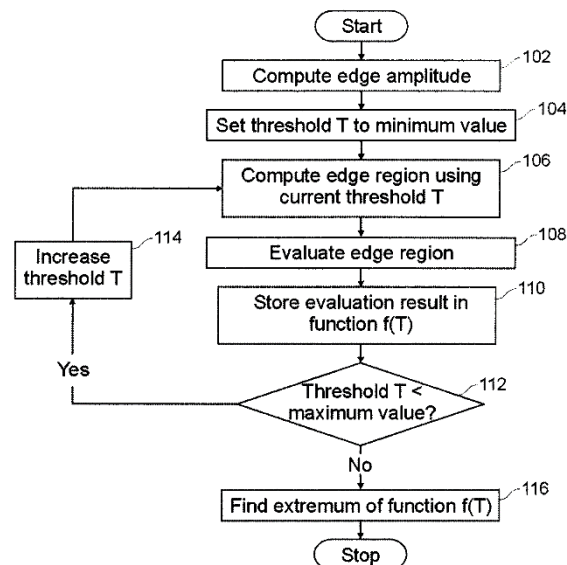 Start
102
Compute edge amplitude
104
Set threshold T to minimum value
106
Compute edge region using
current threshold T
114
Increase
threshold T
108
Evaluate edge region
110
Store evaluation result in
function f(T)
Yes
112
Threshold T <
maximum value?
No
116
Find extremum of function f(T)
Stop